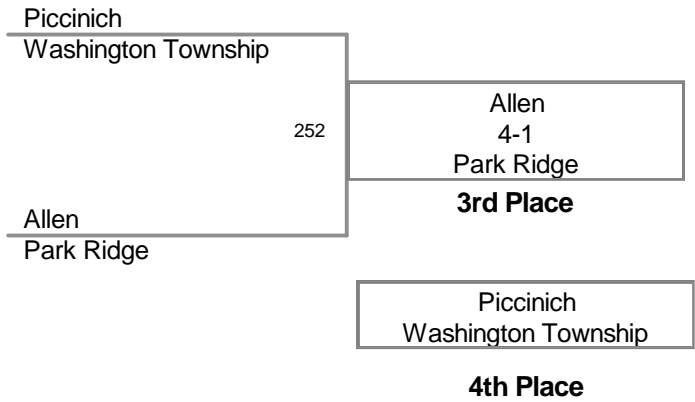 Piccinich
Washington Township
252
Allen
4-1
Park Ridge
3rd Place
Allen
Park Ridge
Piccinich
Washington Township
4th Place